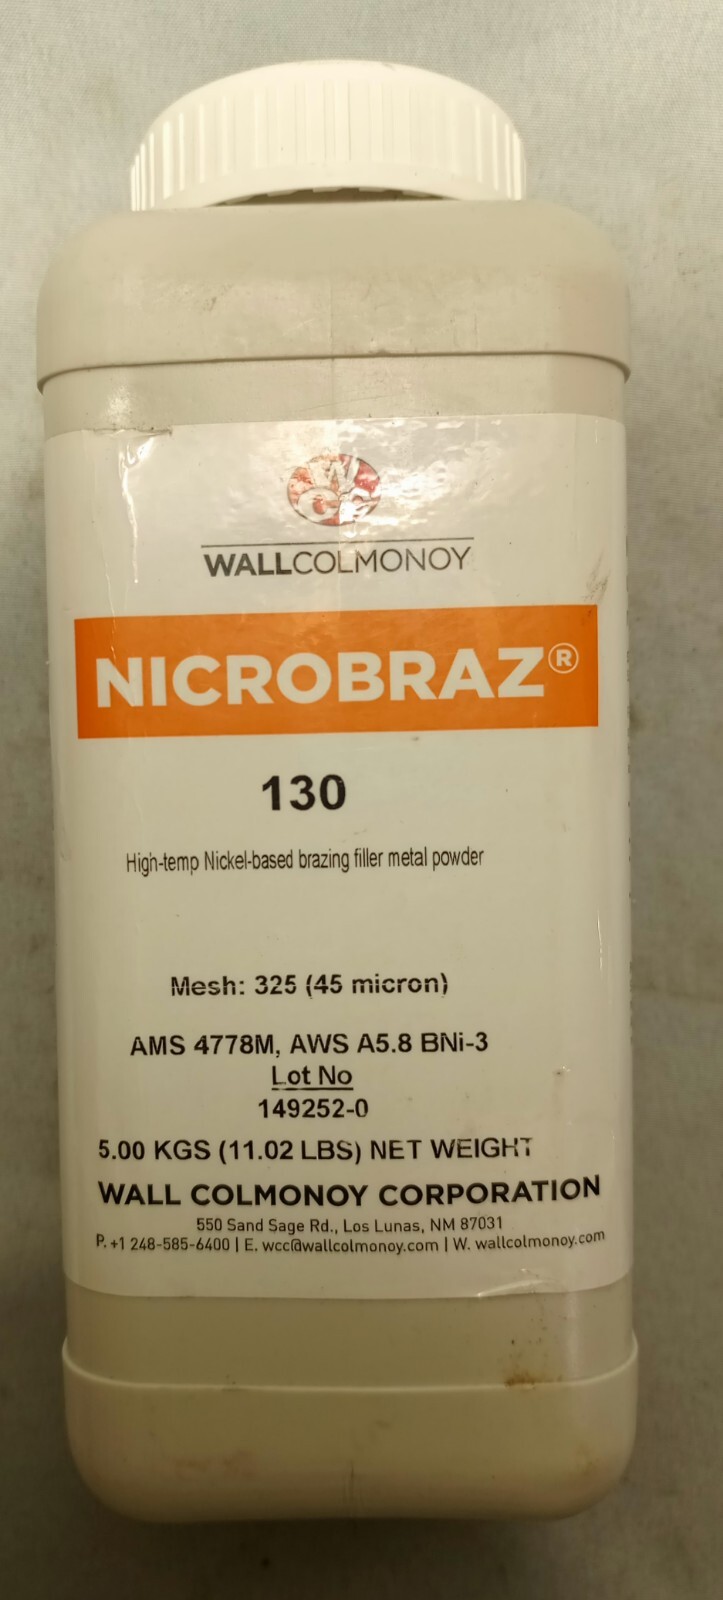 WCC
WALLCOLMONOY
NICROBRAZ®
130
High-temp Nickel-based brazing filler metal powder
Mesh: 325 (45 micron)
AMS 4778M, AWS A5.8 BNi-3
Lot No
149252-0
5.00 KGS (11.02 LBS) NET WEIGHT
WALL COLMONOY CORPORATION
550 Sand Sage Rd., Los Lunas, NM 87031
P. +1 248-585-6400 | E. wcc@wallcolmonoy.com | W. wallcolmonoy.com